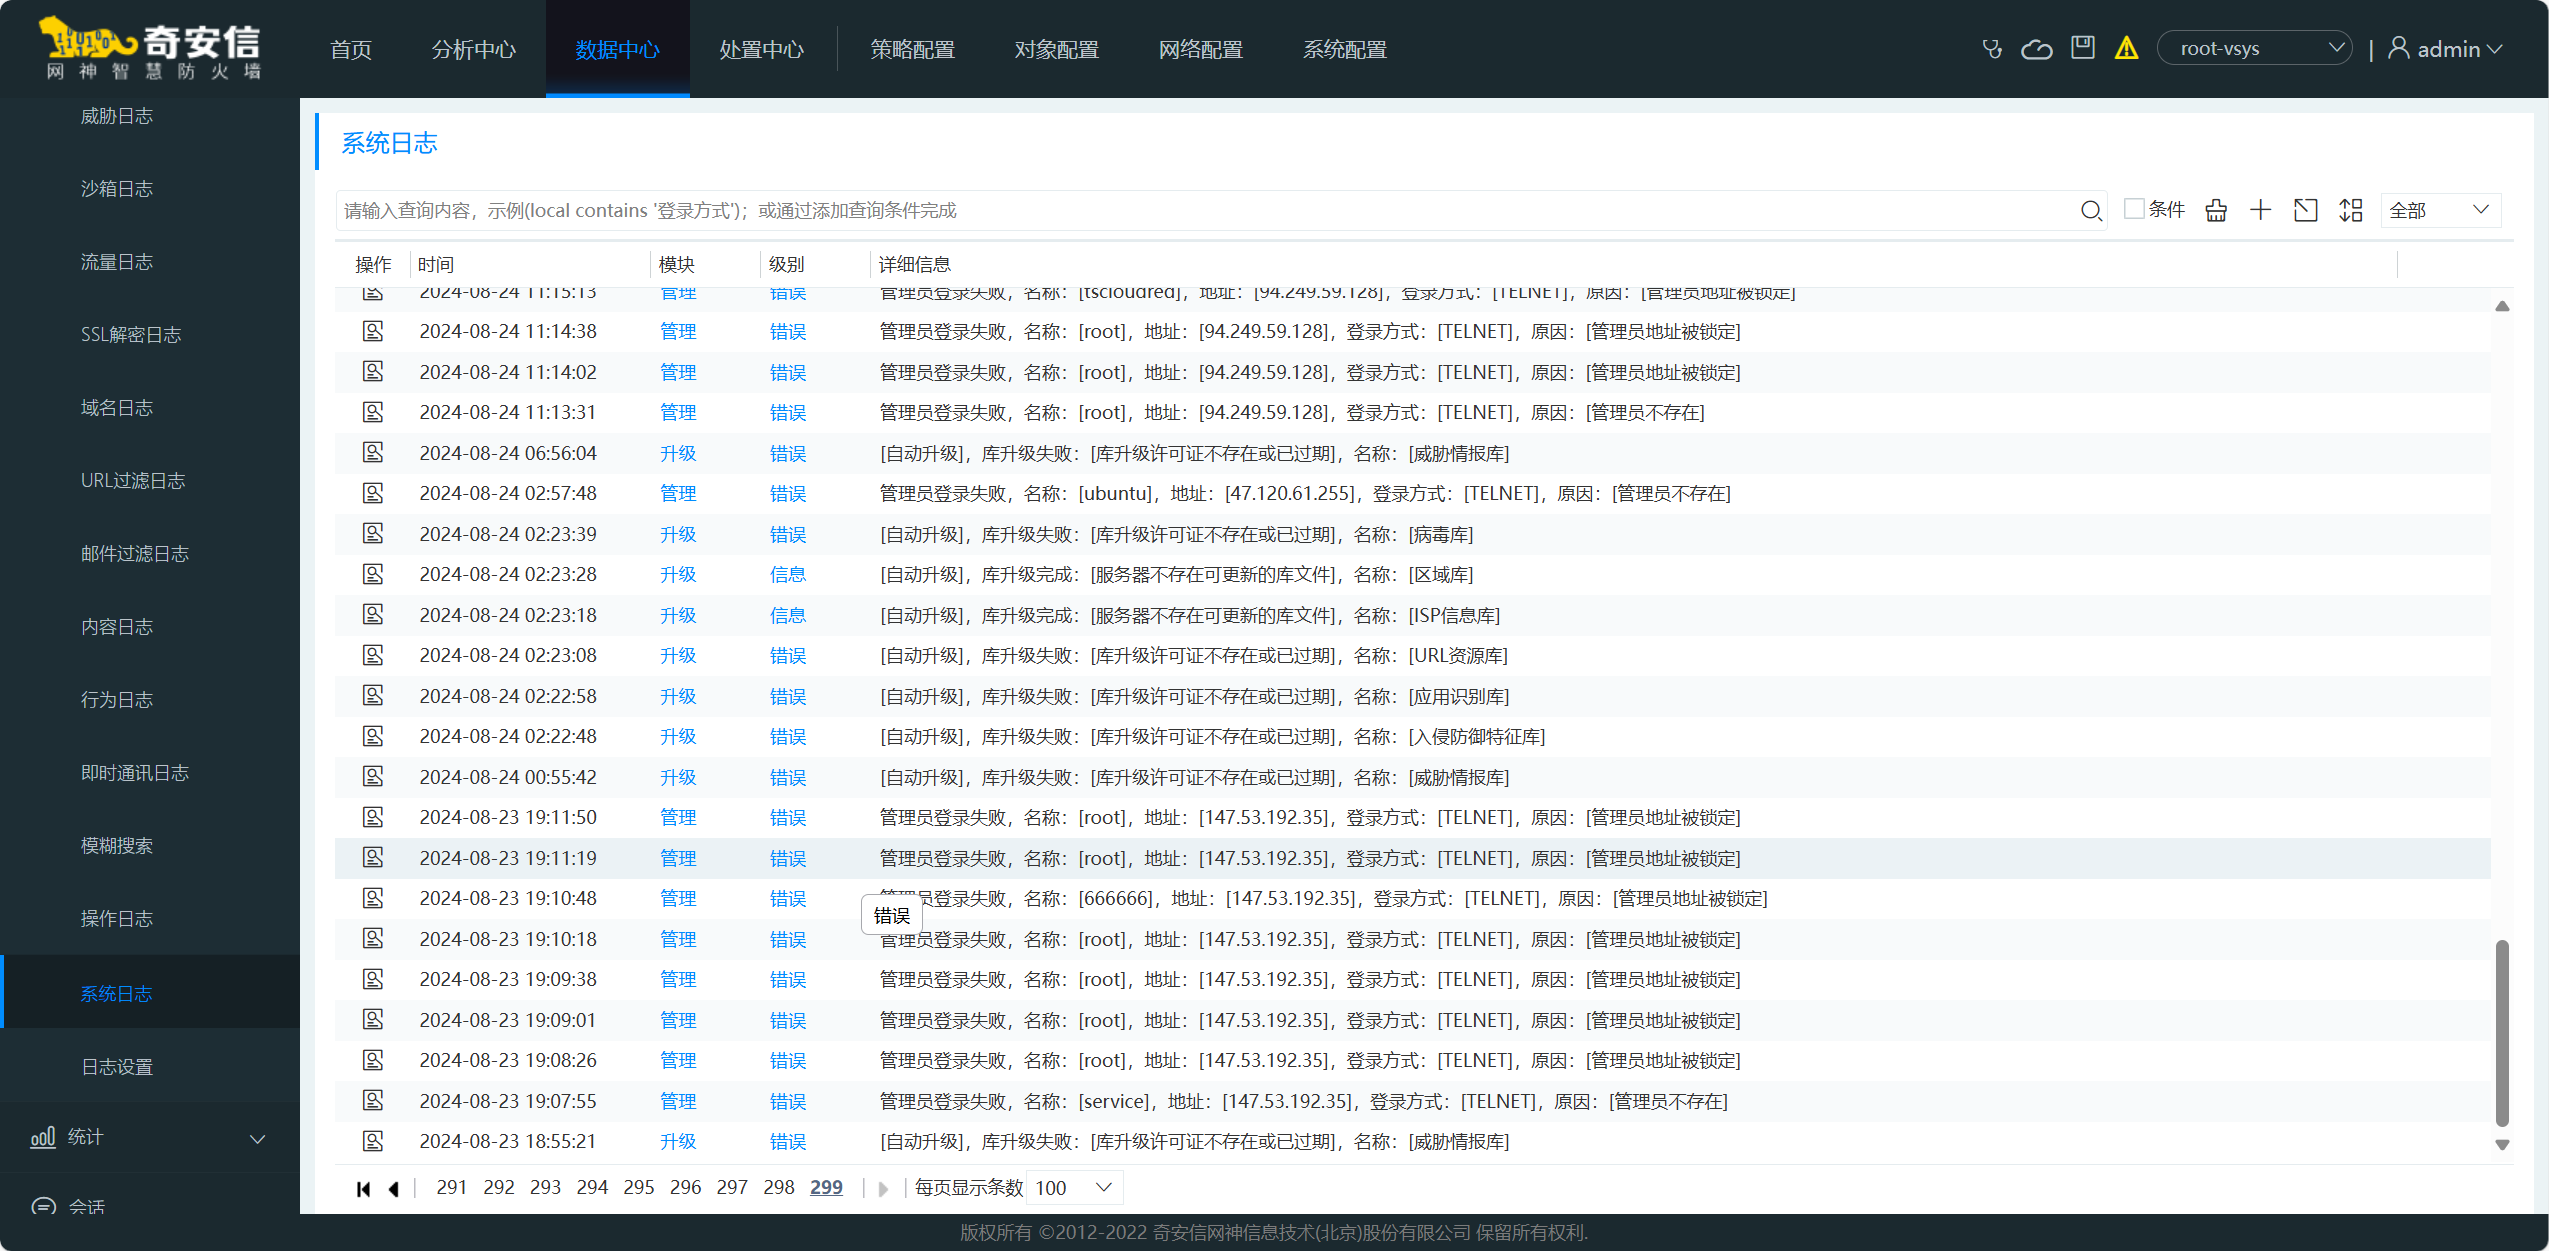 奇安信
网神智慧防火墙
首页 分析中心 数据中心 处置中心 策略配置 对象配置 网络配置 系统配置 root-vsys | admin
威胁日志
沙箱日志
流量日志
SSL解密日志
域名日志
URL过滤日志
邮件过滤日志
内容日志
行为日志
即时通讯日志
模糊搜索
操作日志
系统日志
日志设置
统计
会话
系统日志
请输入查询内容，示例(local contains '登录方式')；或通过添加查询条件完成 条件 全部
操作 时间 模块 级别 详细信息
2024-08-24 11:15:13 管理 错误 管理员登录失败，名称：[tscloudred]，地址：[94.249.59.128]，登录方式：[TELNET]，原因：[管理员地址被锁定]
2024-08-24 11:14:38 管理 错误 管理员登录失败，名称：[root]，地址：[94.249.59.128]，登录方式：[TELNET]，原因：[管理员地址被锁定]
2024-08-24 11:14:02 管理 错误 管理员登录失败，名称：[root]，地址：[94.249.59.128]，登录方式：[TELNET]，原因：[管理员地址被锁定]
2024-08-24 11:13:31 管理 错误 管理员登录失败，名称：[root]，地址：[94.249.59.128]，登录方式：[TELNET]，原因：[管理员不存在]
2024-08-24 06:56:04 升级 错误 [自动升级]，库升级失败：[库升级许可证不存在或已过期]，名称：[威胁情报库]
2024-08-24 02:57:48 管理 错误 管理员登录失败，名称：[ubuntu]，地址：[47.120.61.255]，登录方式：[TELNET]，原因：[管理员不存在]
2024-08-24 02:23:39 升级 错误 [自动升级]，库升级失败：[库升级许可证不存在或已过期]，名称：[病毒库]
2024-08-24 02:23:28 升级 信息 [自动升级]，库升级完成：[服务器不存在可更新的库文件]，名称：[区域库]
2024-08-24 02:23:18 升级 信息 [自动升级]，库升级完成：[服务器不存在可更新的库文件]，名称：[ISP信息库]
2024-08-24 02:23:08 升级 错误 [自动升级]，库升级失败：[库升级许可证不存在或已过期]，名称：[URL资源库]
2024-08-24 02:22:58 升级 错误 [自动升级]，库升级失败：[库升级许可证不存在或已过期]，名称：[应用识别库]
2024-08-24 02:22:48 升级 错误 [自动升级]，库升级失败：[库升级许可证不存在或已过期]，名称：[入侵防御特征库]
2024-08-24 00:55:42 升级 错误 [自动升级]，库升级失败：[库升级许可证不存在或已过期]，名称：[威胁情报库]
2024-08-23 19:11:50 管理 错误 管理员登录失败，名称：[root]，地址：[147.53.192.35]，登录方式：[TELNET]，原因：[管理员地址被锁定]
2024-08-23 19:11:19 管理 错误 管理员登录失败，名称：[root]，地址：[147.53.192.35]，登录方式：[TELNET]，原因：[管理员地址被锁定]
2024-08-23 19:10:48 管理 错误 管理员登录失败，名称：[666666]，地址：[147.53.192.35]，登录方式：[TELNET]，原因：[管理员地址被锁定]
错误
2024-08-23 19:10:18 管理 错误 管理员登录失败，名称：[root]，地址：[147.53.192.35]，登录方式：[TELNET]，原因：[管理员地址被锁定]
2024-08-23 19:09:38 管理 错误 管理员登录失败，名称：[root]，地址：[147.53.192.35]，登录方式：[TELNET]，原因：[管理员地址被锁定]
2024-08-23 19:09:01 管理 错误 管理员登录失败，名称：[root]，地址：[147.53.192.35]，登录方式：[TELNET]，原因：[管理员地址被锁定]
2024-08-23 19:08:26 管理 错误 管理员登录失败，名称：[root]，地址：[147.53.192.35]，登录方式：[TELNET]，原因：[管理员地址被锁定]
2024-08-23 19:07:55 管理 错误 管理员登录失败，名称：[service]，地址：[147.53.192.35]，登录方式：[TELNET]，原因：[管理员不存在]
2024-08-23 18:55:21 升级 错误 [自动升级]，库升级失败：[库升级许可证不存在或已过期]，名称：[威胁情报库]
291 292 293 294 295 296 297 298 299 每页显示条数 100
版权所有 ©2012-2022 奇安信网神信息技术(北京)股份有限公司 保留所有权利.